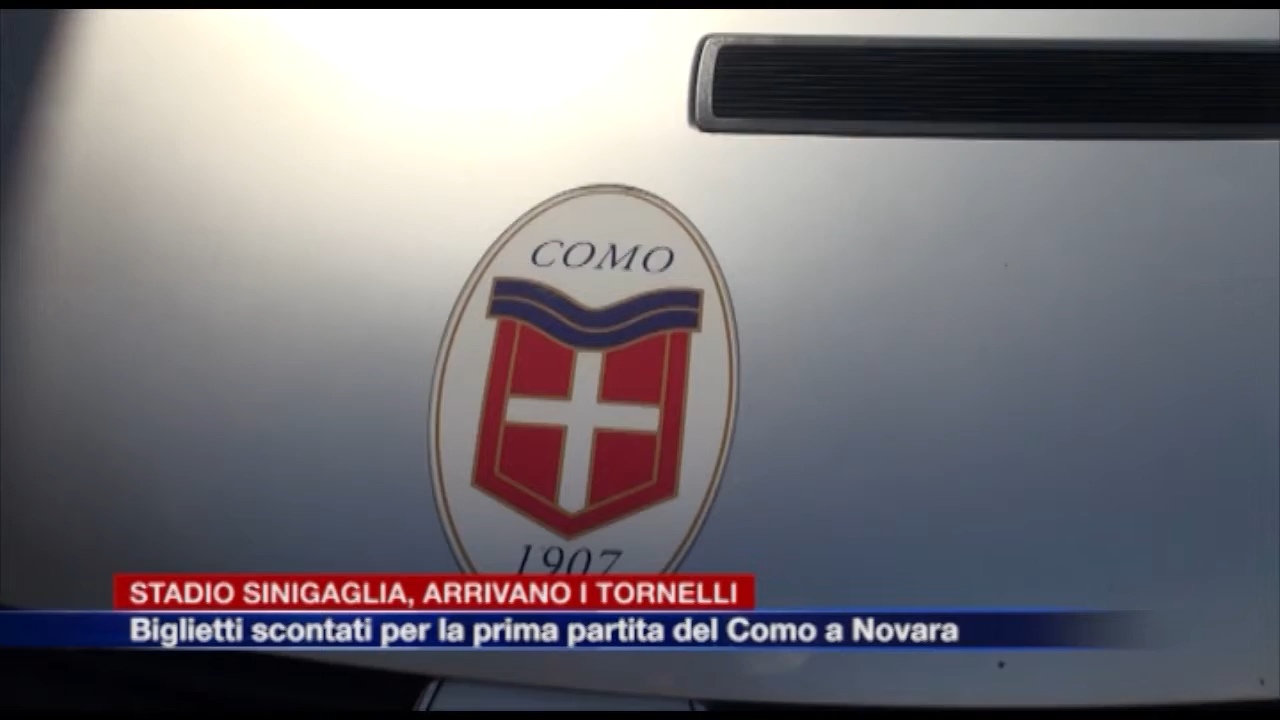 COMO
1907
STADIO SINIGAGLIA, ARRIVANO I TORNELLI
Biglietti scontati per la prima partita del Como a Novara